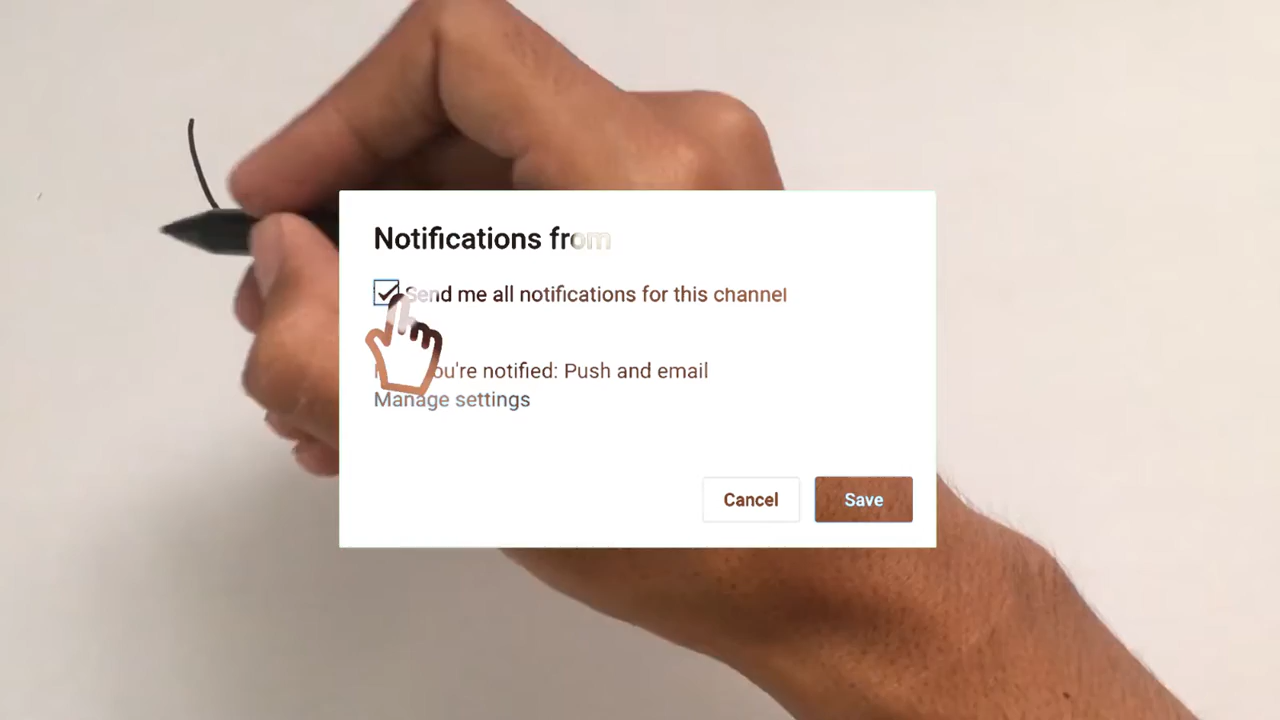 Notifications from
Send me all notifications for this channel
you're notified: Push and email
Manage settings
Cancel
Save